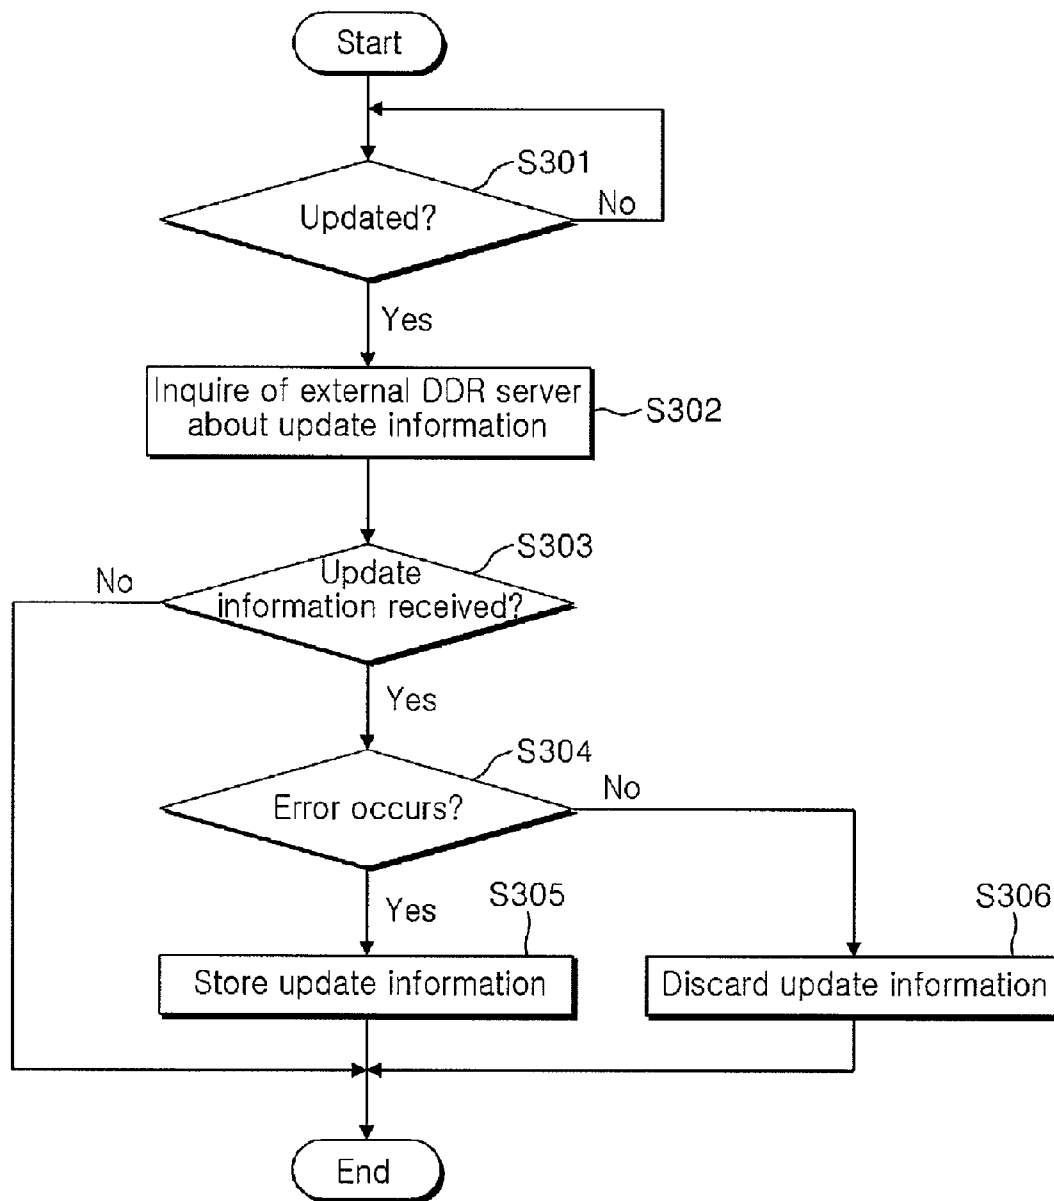 Start
S301
Updated?
No
Yes
Inquire of external DDR server
about update information
S302
S303
No
Update
information received?
Yes
S304
Error occurs?
No
Yes
S305
S306
Store update information
Discard update information
End